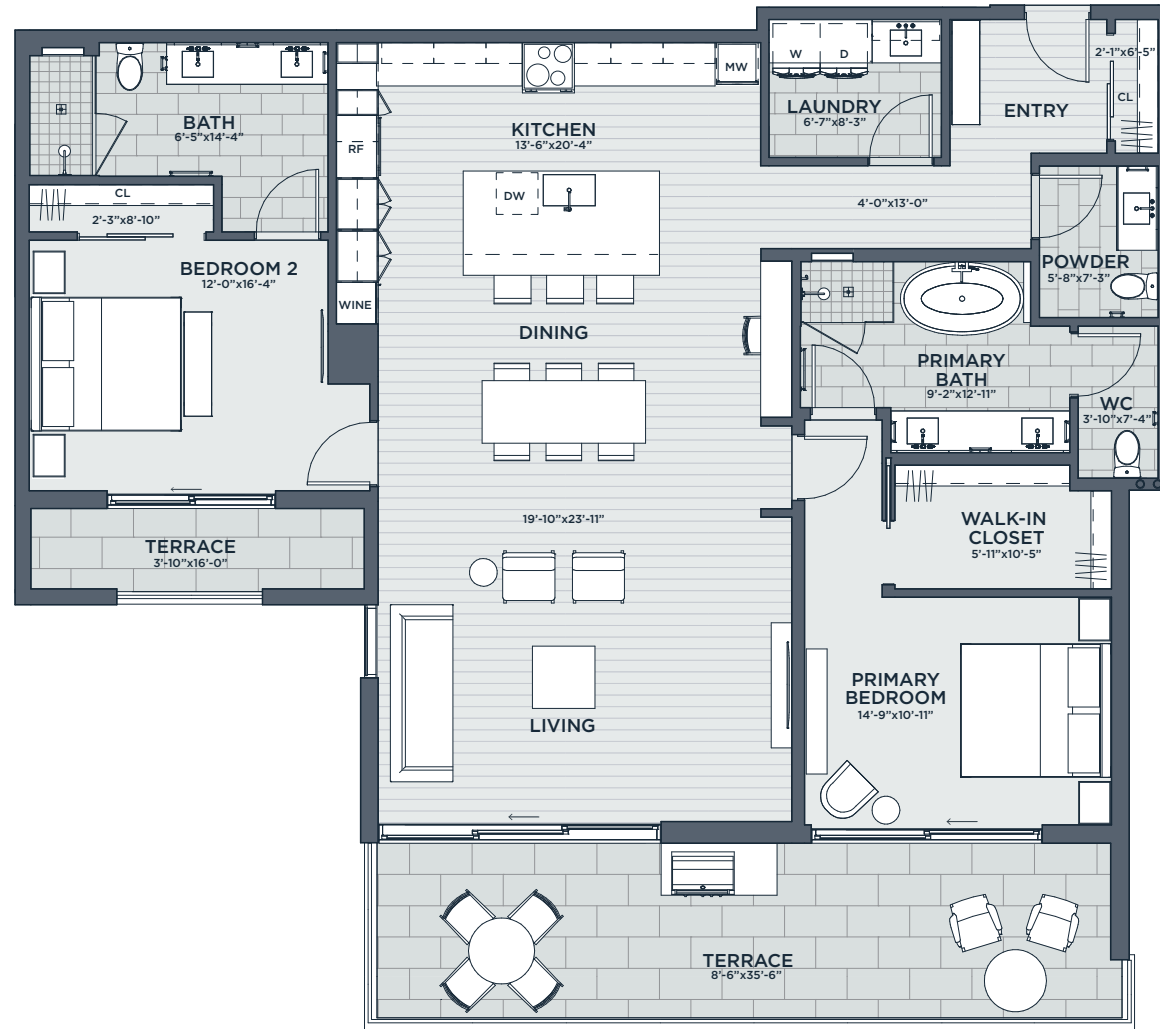 W
D
2'-1"x6'-5"
MW
CL
LAUNDRY
6'-7"x8'-3"
ENTRY
BATH
6'-5"x14'-4"
KITCHEN
13'-6"x20'-4"
RF
CL
2'-3"x8'-10"
DW
4'-0"x13'-0"
BEDROOM 2
12'-0"x16'-4"
POWDER
5'-8"x7'-3"
WINE
DINING
PRIMARY
BATH
9'-2"x12'-11"
WC
3'-10"x7'-4"
19'-10"x23'-11"
WALK-IN
CLOSET
5'-11"x10'-5"
TERRACE
3'-10"x16'-0"
PRIMARY
BEDROOM
14'-9"x10'-11"
LIVING
TERRACE
8'-6"x35'-6"